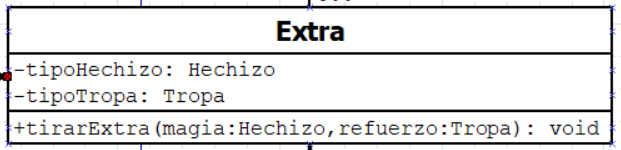 Extra
-tipoHechizo: Hechizo
-tipoTropa: Tropa
+tirarExtra(magia:Hechizo,refuerzo:Tropa): void